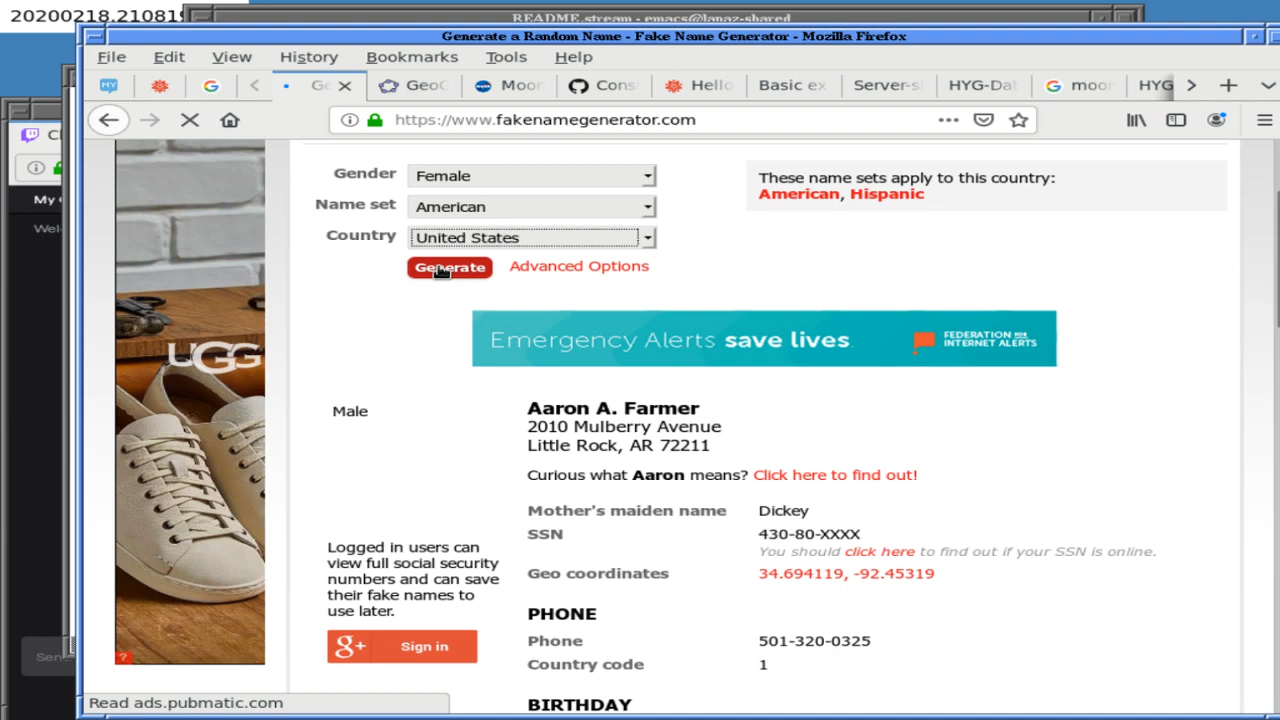 20200218.21081
README.stream - emacs@lanaz-shared
Generate a Random Name - Fake Name Generator - Mozilla Firefox
File Edit View History Bookmarks Tools Help
Ge GeoC Moon Cons Hello Basic ex Server-s HYG-Dat moon HYG
https://www.fakenamegenerator.com
My
Wel
Sen
Gender Female
Name set American
Country United States
Generate Advanced Options
These name sets apply to this country:
American, Hispanic
UGG
Emergency Alerts save lives.
FEDERATION FOR
INTERNET ALERTS
Male
Aaron A. Farmer
2010 Mulberry Avenue
Little Rock, AR 72211
Curious what Aaron means? Click here to find out!
Mother's maiden name Dickey
SSN 430-80-XXXX
You should click here to find out if your SSN is online.
Geo coordinates 34.694119, -92.45319
Logged in users can
view full social security
numbers and can save
their fake names to
use later.
g+ Sign in
PHONE
Phone 501-320-0325
Country code 1
BIRTHDAY
?
Read ads.pubmatic.com